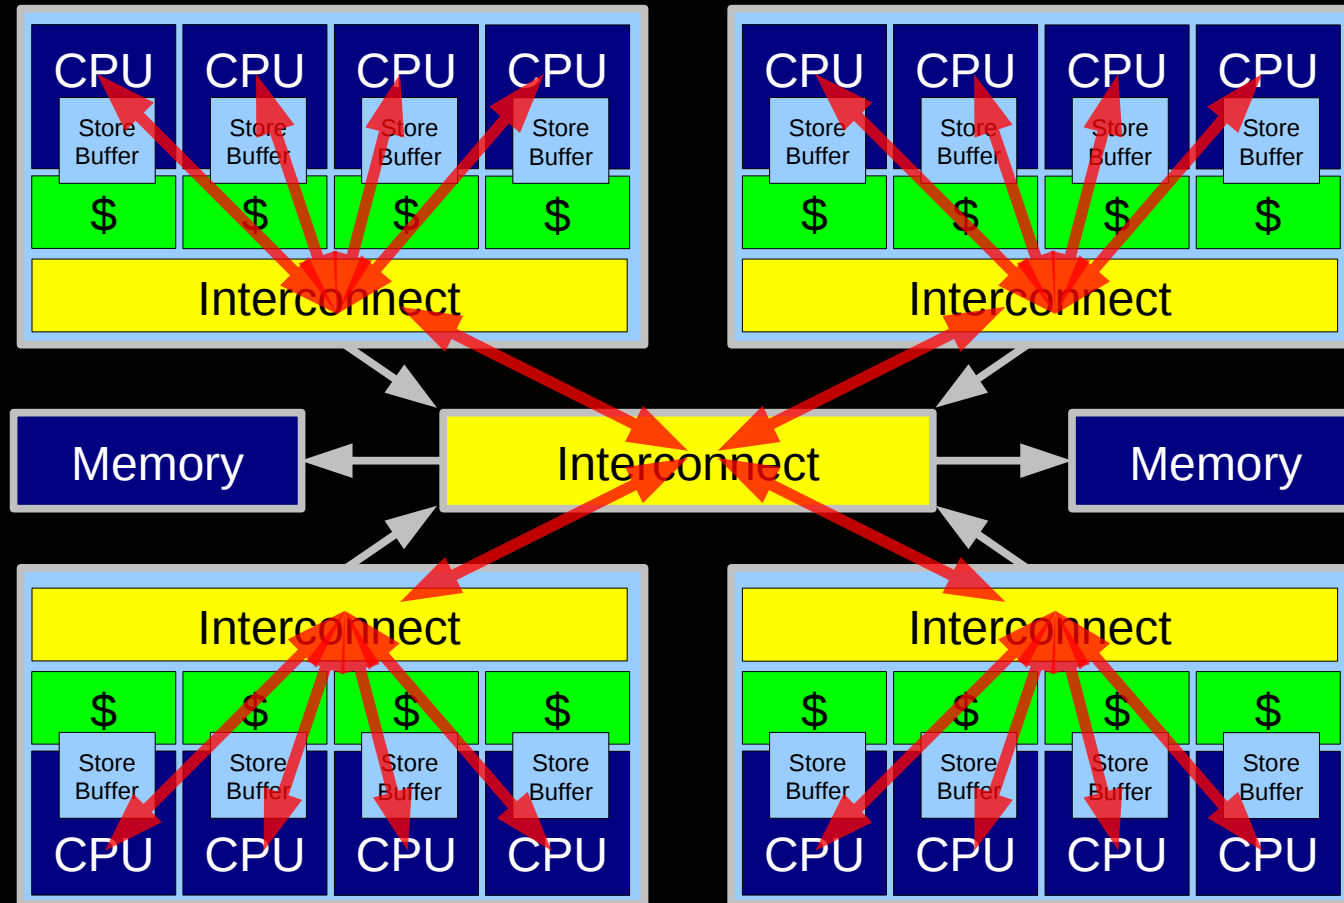 CPU CPU CPU CPU
Store Buffer Store Buffer Store Buffer Store Buffer
$ $ $ $
Interconnect
CPU CPU CPU CPU
Store Buffer Store Buffer Store Buffer Store Buffer
$ $ $ $
Interconnect
Memory
Interconnect
Memory
Interconnect
$ $ $ $
Store Buffer Store Buffer Store Buffer Store Buffer
CPU CPU CPU CPU
Interconnect
$ $ $ $
Store Buffer Store Buffer Store Buffer Store Buffer
CPU CPU CPU CPU